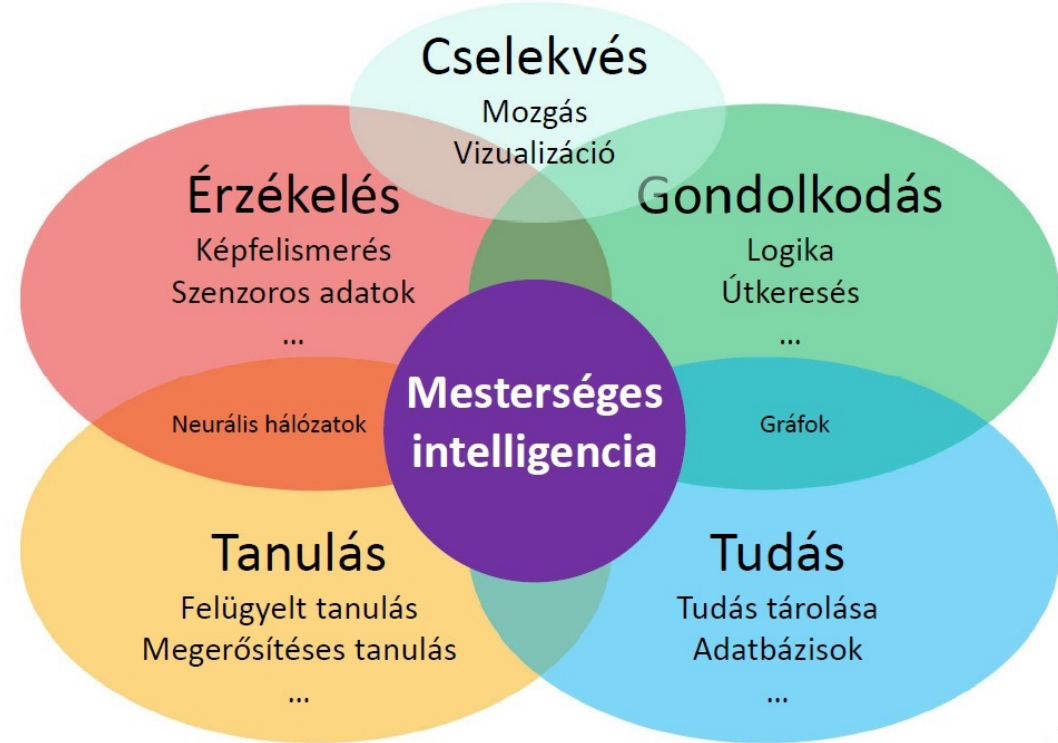 Cselekvés
Mozgás
Vizualizáció
Érzékelés
Képfelismerés
Szenzoros adatok
...
Gondolkodás
Logika
Útkeresés
...
Neurális hálózatok
Mesterséges
intelligencia
Gráfok
Tanulás
Felügyelt tanulás
Megerősítéses tanulás
...
Tudás
Tudás tárolása
Adatbázisok
...